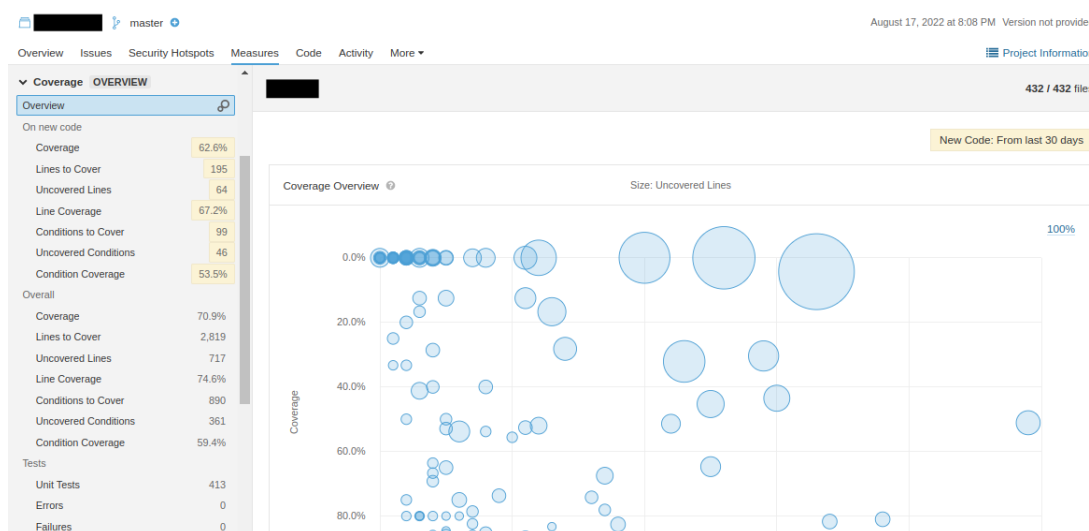 master
August 17, 2022 at 8:08 PM Version not provide
Overview Issues Security Hotspots Measures Code Activity More
Project Informatio
Coverage OVERVIEW
432 / 432 file
Overview
On new code
New Code: From last 30 days
Coverage 62.6%
Lines to Cover 195
Uncovered Lines 64
Line Coverage 67.2%
Conditions to Cover 99
Uncovered Conditions 46
Condition Coverage 53.5%
Overall
Coverage 70.9%
Lines to Cover 2,819
Uncovered Lines 717
Line Coverage 74.6%
Conditions to Cover 890
Uncovered Conditions 361
Condition Coverage 59.4%
Tests
Unit Tests 413
Errors 0
Failures 0
Coverage Overview
Size: Uncovered Lines
100%
0.0%
20.0%
40.0%
Coverage
60.0%
80.0%